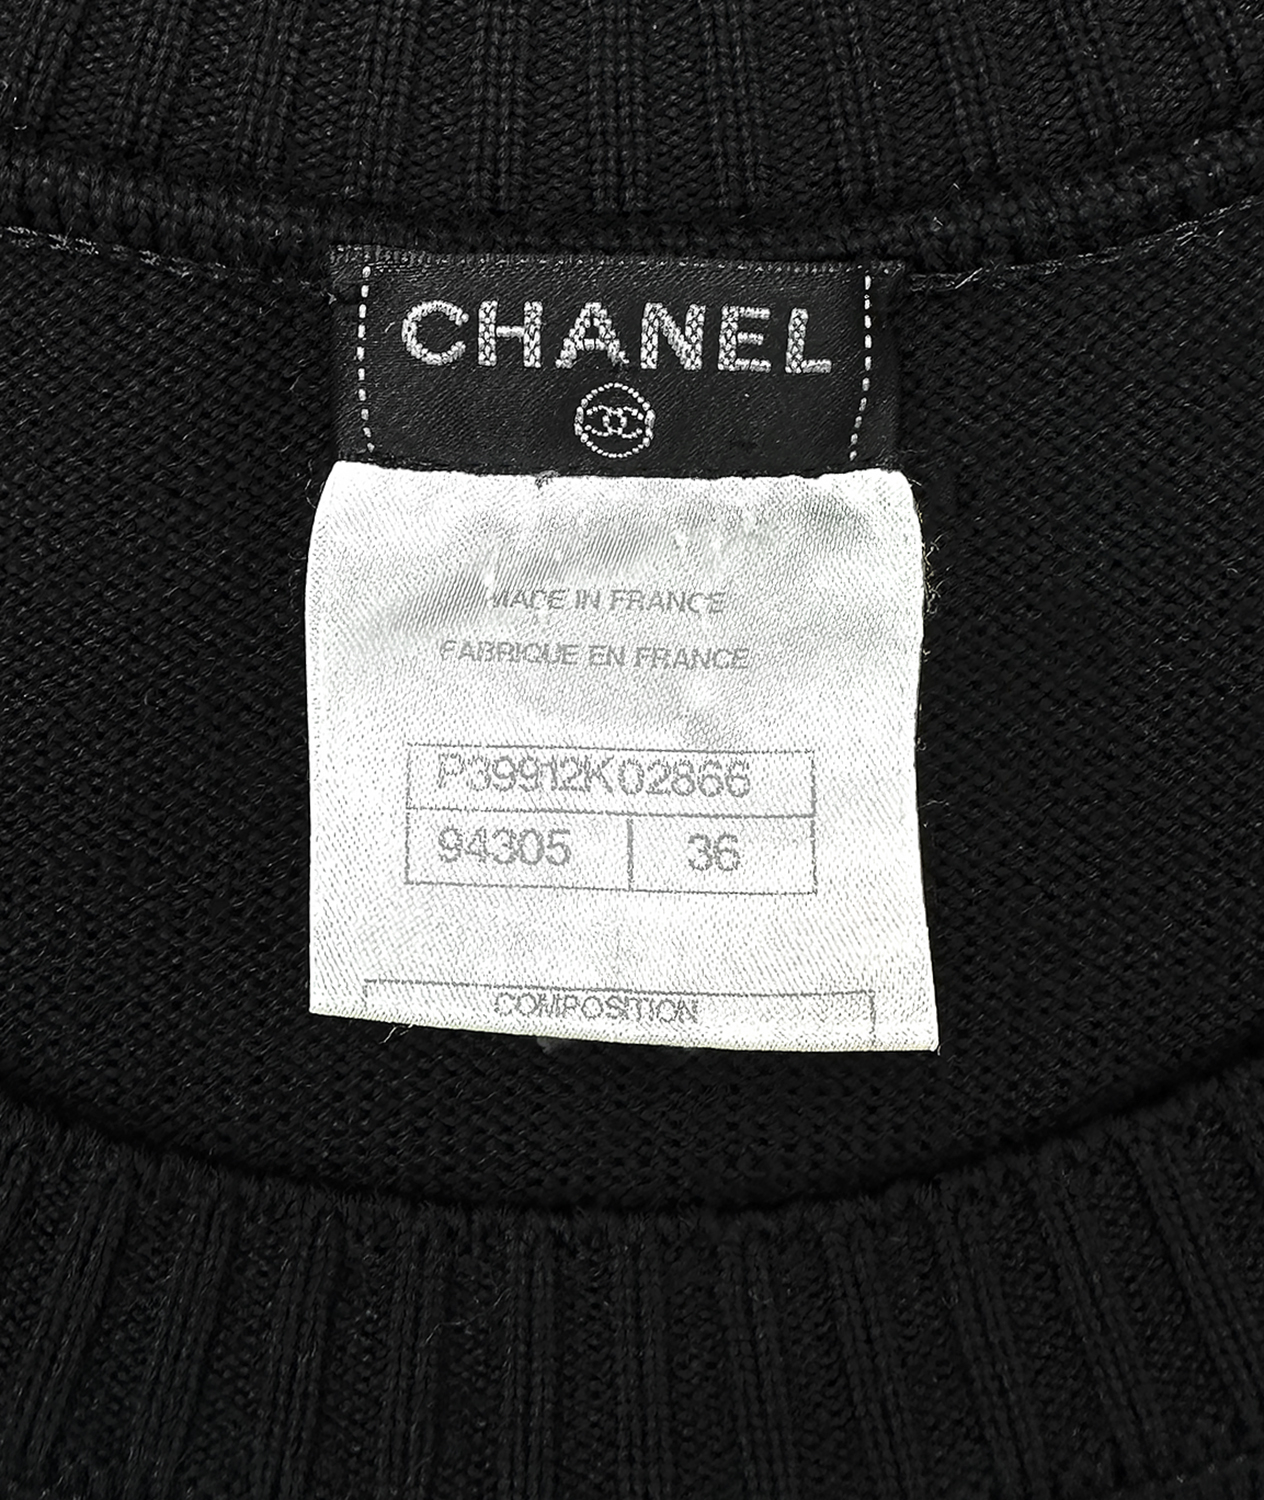 CHANEL
MADE IN FRANCE
FABRIQUE EN FRANCE
P39912K02866
94305 36
COMPOSITION